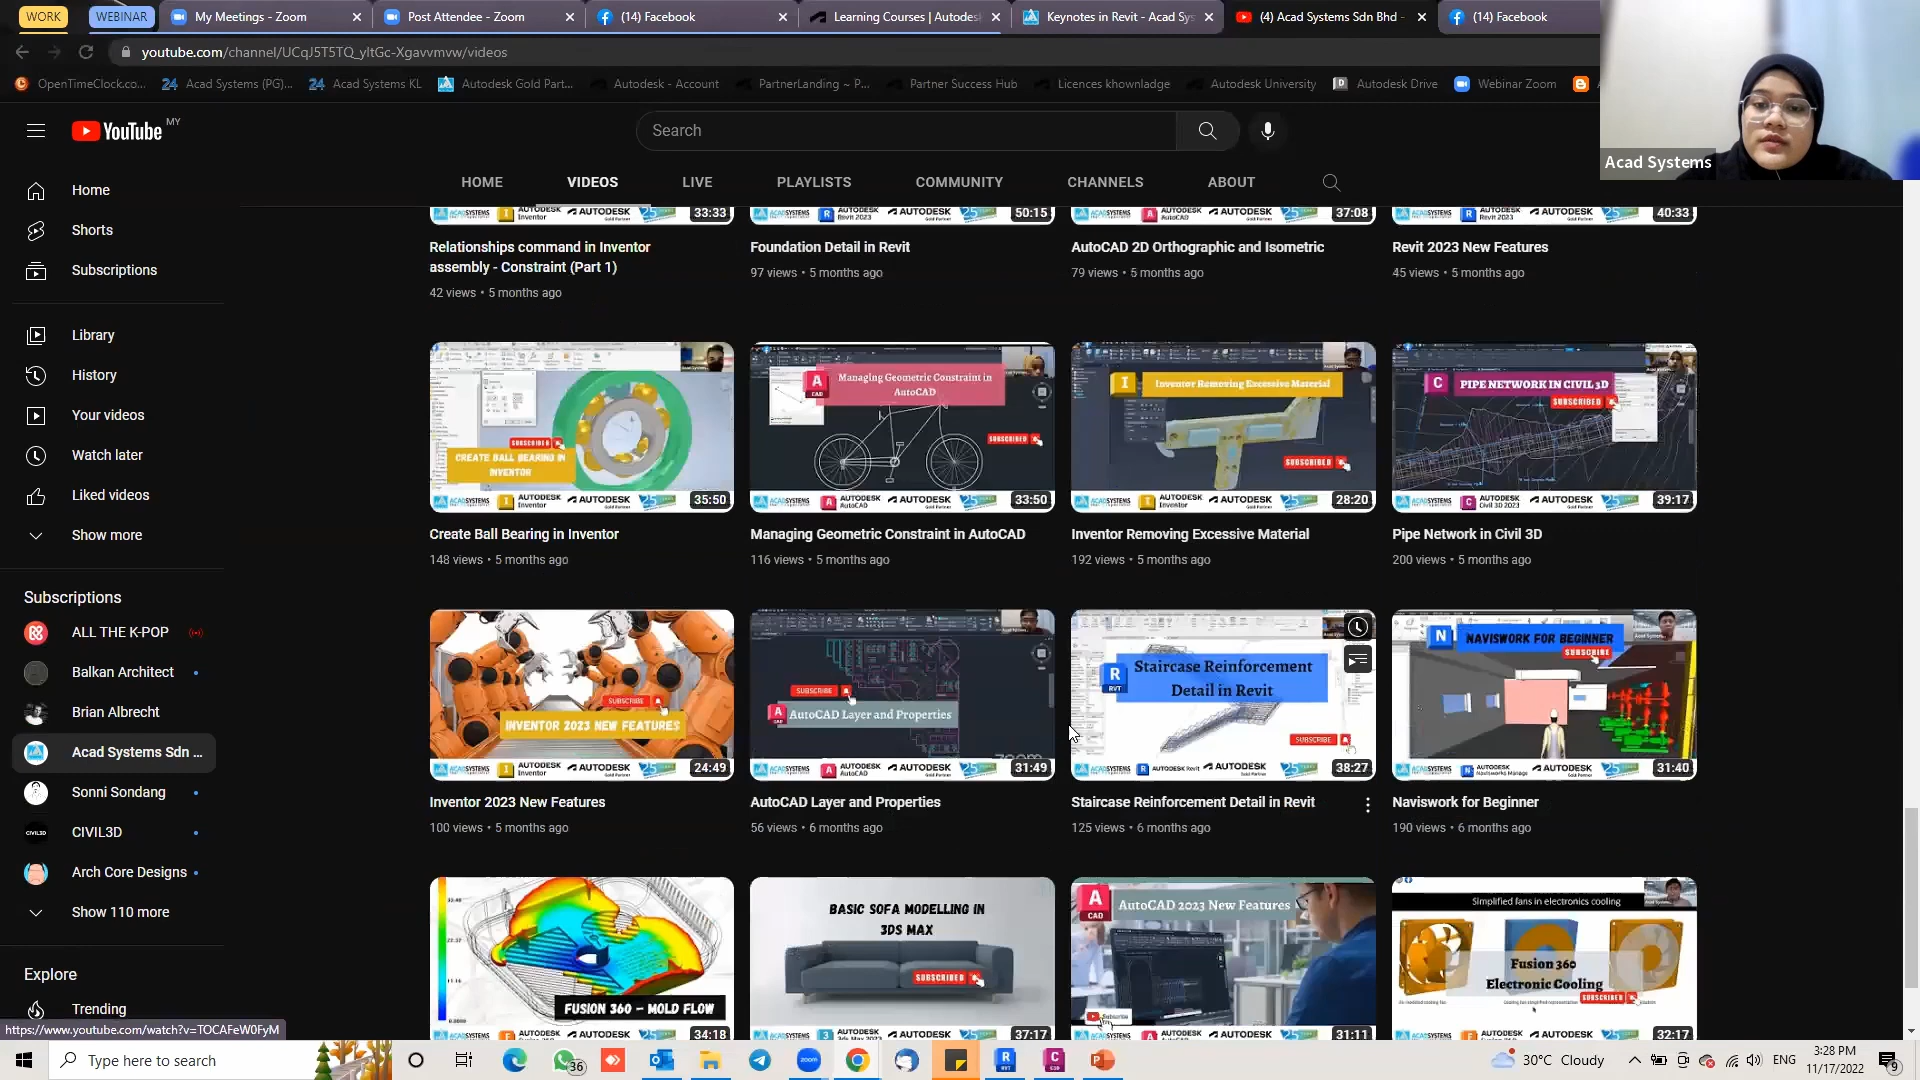 WORK
WEBINAR
My Meetings - Zoom
Post Attendee - Zoom
(14) Facebook
Learning Courses | Autodes
Keynotes in Revit - Acad Sys
(4) Acad Systems Sdn Bhd -
(14) Facebook
youtube.com/channel/UCqJ5T5TQ_yltGc-Xgavvmvw/videos
OpenTimeClock.co...
Acad Systems (PG)...
Acad Systems KL
Autodesk Gold Part...
Autodesk - Account
PartnerLanding ~ P...
Partner Success Hub
Licences khownladge
Autodesk University
Autodesk Drive
Webinar Zoom
Acad Systems
YouTube MY
Search
HOME
VIDEOS
LIVE
PLAYLISTS
COMMUNITY
CHANNELS
ABOUT
Home
Shorts
Subscriptions
Library
History
Your videos
Watch later
Liked videos
Show more
Subscriptions
ALL THE K-POP
Balkan Architect
Brian Albrecht
Acad Systems Sdn ...
Sonni Sondang
CIVIL3D
Arch Core Designs
Show 110 more
Explore
Trending
33:33
50:15
37:08
40:33
Relationships command in Inventor
assembly - Constraint (Part 1)
42 views • 5 months ago
Foundation Detail in Revit
97 views • 5 months ago
AutoCAD 2D Orthographic and Isometric
79 views • 5 months ago
Revit 2023 New Features
45 views • 5 months ago
SUBSCRIBED
CREATE BALL BEARING IN
INVENTOR
35:50
Managing Geometric Constraint in
AutoCAD
SUBSCRIBED
33:50
Inventor Removing Excessive Material
SUBSCRIBED
28:20
PIPE NETWORK IN CIVIL 3D
SUBSCRIBED
39:17
Create Ball Bearing in Inventor
148 views • 5 months ago
Managing Geometric Constraint in AutoCAD
116 views • 5 months ago
Inventor Removing Excessive Material
192 views • 5 months ago
Pipe Network in Civil 3D
200 views • 5 months ago
SUBSCRIBE
INVENTOR 2023 NEW FEATURES
24:49
SUBSCRIBE
AutoCAD Layer and Properties
31:49
Staircase Reinforcement
Detail in Revit
SUBSCRIBE
38:27
NAVISWORK FOR BEGINNER
SUBSCRIBE
31:40
Inventor 2023 New Features
100 views • 5 months ago
AutoCAD Layer and Properties
56 views • 6 months ago
Staircase Reinforcement Detail in Revit
125 views • 6 months ago
Naviswork for Beginner
190 views • 6 months ago
FUSION 360 – MOLD FLOW
34:18
BASIC SOFA MODELLING IN
3DS MAX
SUBSCRIBED
37:17
AutoCAD 2023 New Features
Subscribe
31:11
Simplified fans in electronics cooling
Fusion 360
Electronic Cooling
SUBSCRIBED
32:17
https://www.youtube.com/watch?v=TOCAFeW0FyM
Type here to search
36
30°C Cloudy
ENG
3:28 PM
11/17/2022
9